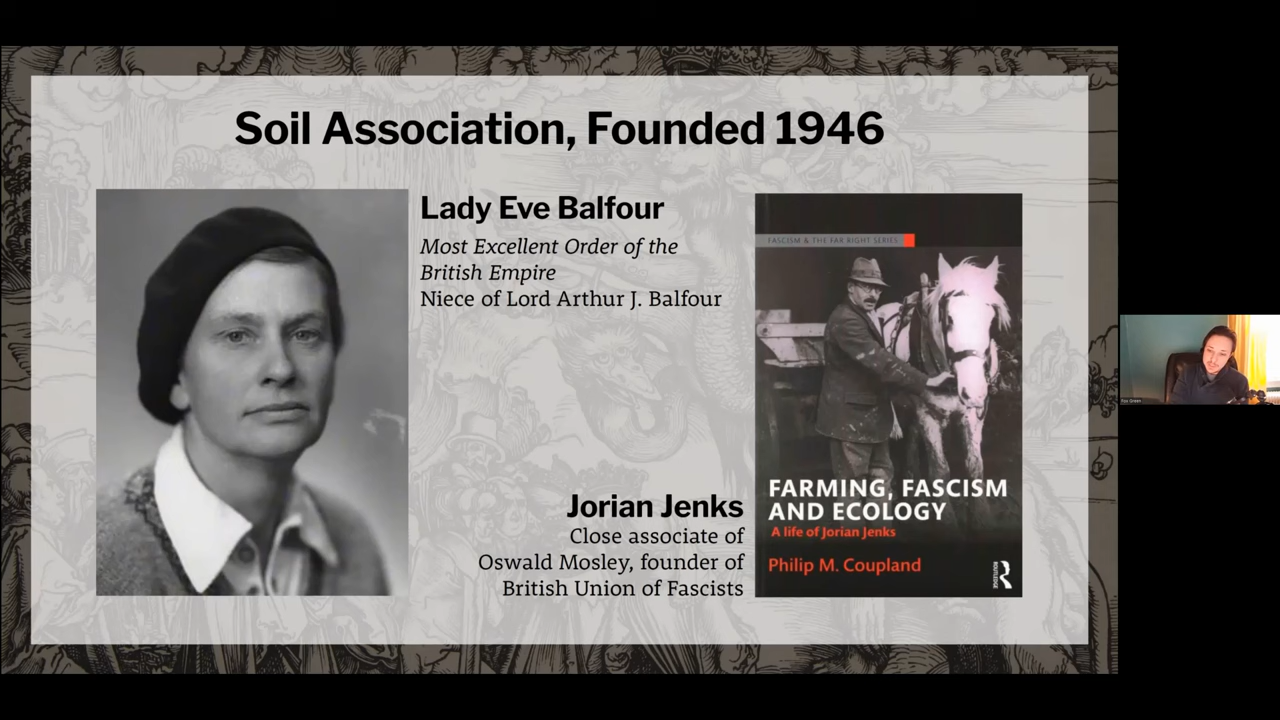 Soil Association, Founded 1946
Lady Eve Balfour
Most Excellent Order of the
British Empire
Niece of Lord Arthur J. Balfour
Jorian Jenks
Close associate of
Oswald Mosley, founder of
British Union of Fascists
FASCISM & THE FAR RIGHT SERIES
FARMING, FASCISM
AND ECOLOGY
A life of Jorian Jenks
Philip M. Coupland
ROUTLEDGE
Fox Green